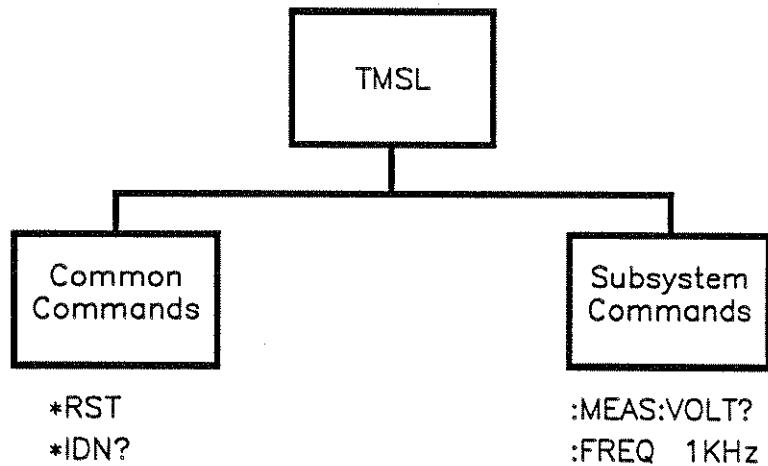 TMSL
Common
Commands
Subsystem
Commands
*RST
*IDN?
:MEAS:VOLT?
:FREQ 1KHz